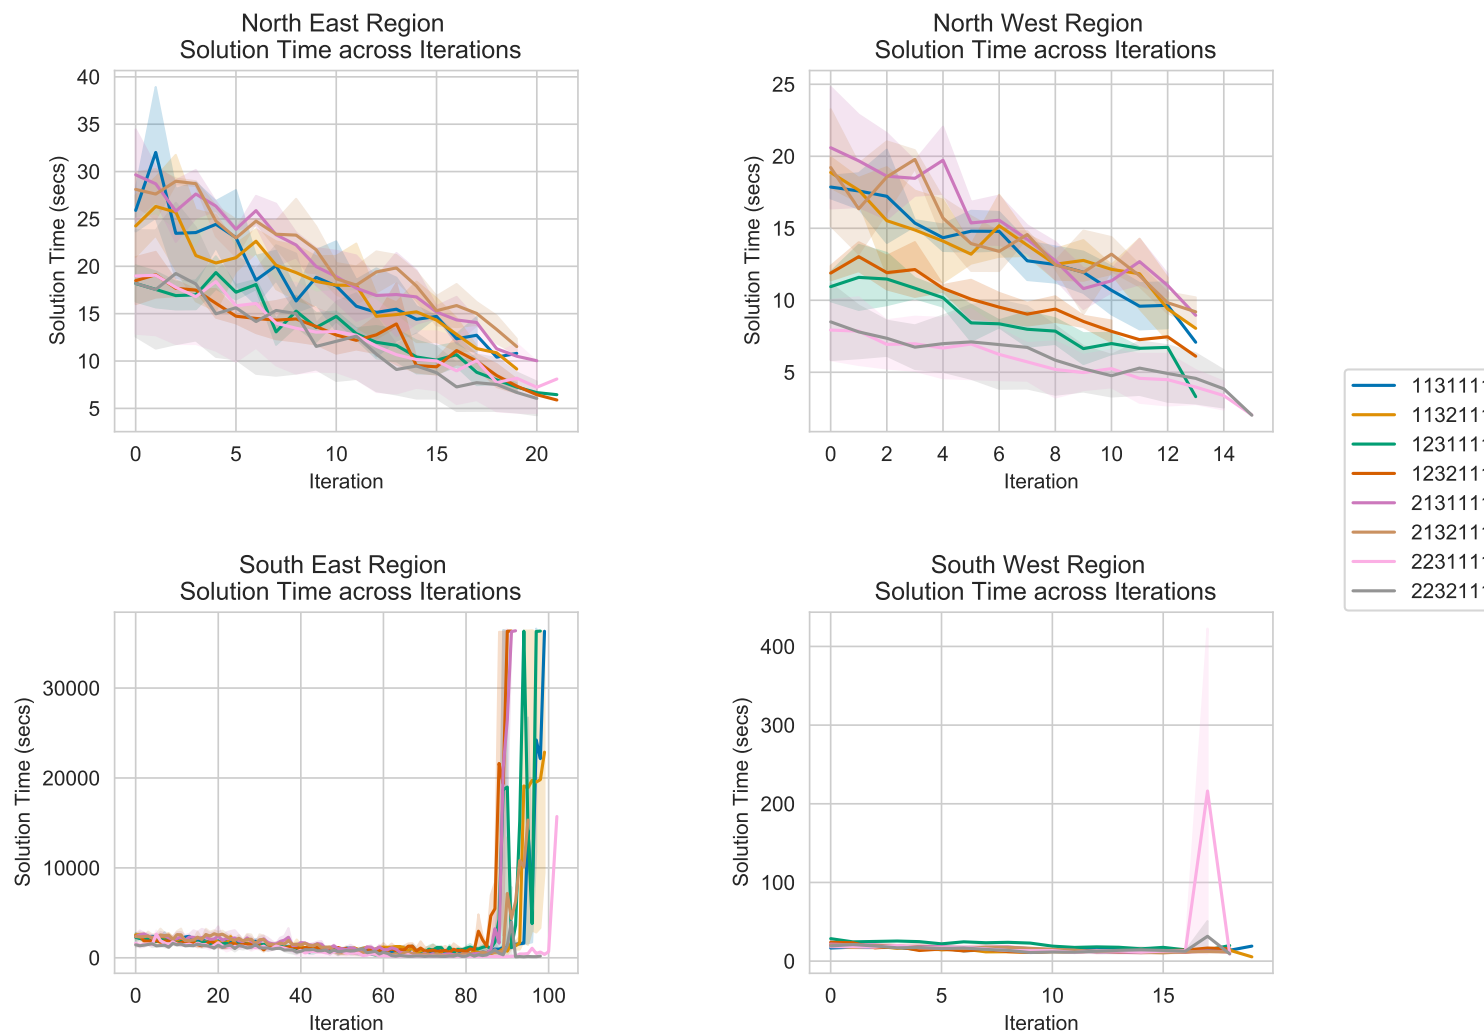 North East Region
Solution Time across Iterations
40
35
30
25
20
15
10
5
Solution Time (secs)
0 5 10 15 20
Iteration
North West Region
Solution Time across Iterations
25
20
15
10
5
Solution Time (secs)
0 2 4 6 8 10 12 14
Iteration
South East Region
Solution Time across Iterations
30000
20000
10000
0
Solution Time (secs)
0 20 40 60 80 100
Iteration
South West Region
Solution Time across Iterations
400
300
200
100
0
Solution Time (secs)
0 5 10 15
Iteration